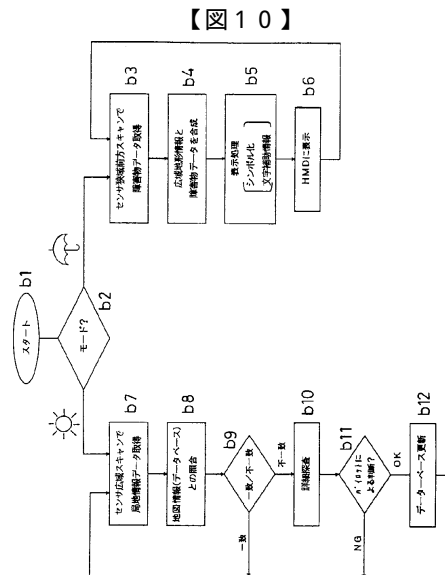 【図１０】
スタート
b1
モード?
b2
センサ狭域前方スキャンで
障害物データ取得
b3
広域地形情報と
障害物データを合成
b4
表示処理
シンボル化
文字補助情報
b5
HMDに表示
b6
センサ広域スキャンで
局地情報データ取得
b7
地図情報(データベース)
との照合
b8
一致/不一致
b9
一致
不一致
詳細探査
b10
パイロットに
よる判断?
b11
NG
OK
データベース更新
b12